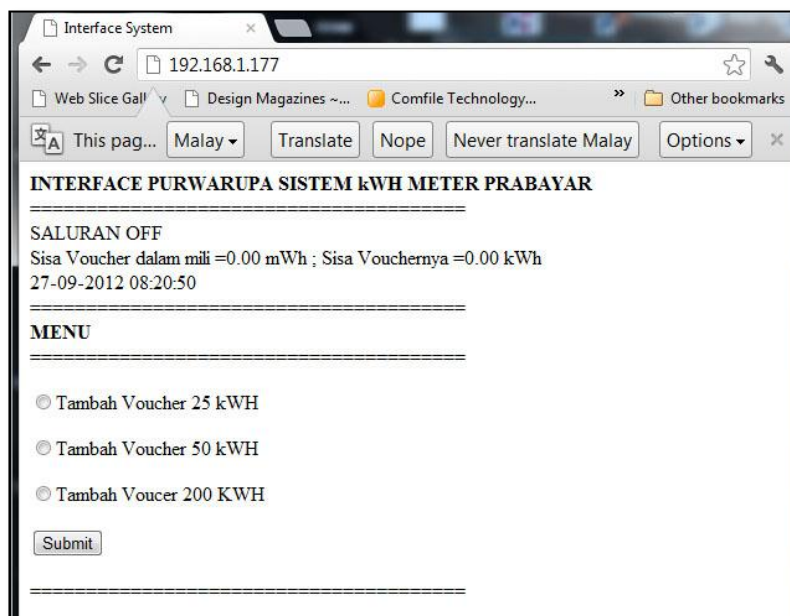 Interface System
192.168.1.177
Web Slice Gall Design Magazines ~... Comfile Technology... » Other bookmarks
This pag... Malay Translate Nope Never translate Malay Options
INTERFACE PURWARUPA SISTEM kWH METER PRABAYAR
========================================
SALURAN OFF
Sisa Voucher dalam mili =0.00 mWh ; Sisa Vouchernya =0.00 kWh
27-09-2012 08:20:50
========================================
MENU
========================================
Tambah Voucher 25 kWH
Tambah Voucher 50 kWH
Tambah Voucer 200 KWH
Submit
========================================